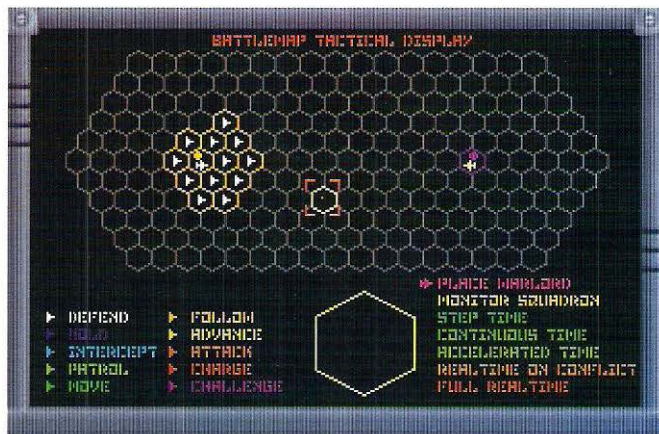 BATTLEMAP TACTICAL DISPLAY
PLACE WARLORD
MONITOR SQUADRON
DEFEND FOLLOW STEP TIME
HOLD ADVANCE CONTINUOUS TIME
INTERCEPT ATTACK ACCELERATED TIME
PATROL CHARGE REALTIME ON CONFLICT
MOVE CHALLENGE FULL REALTIME